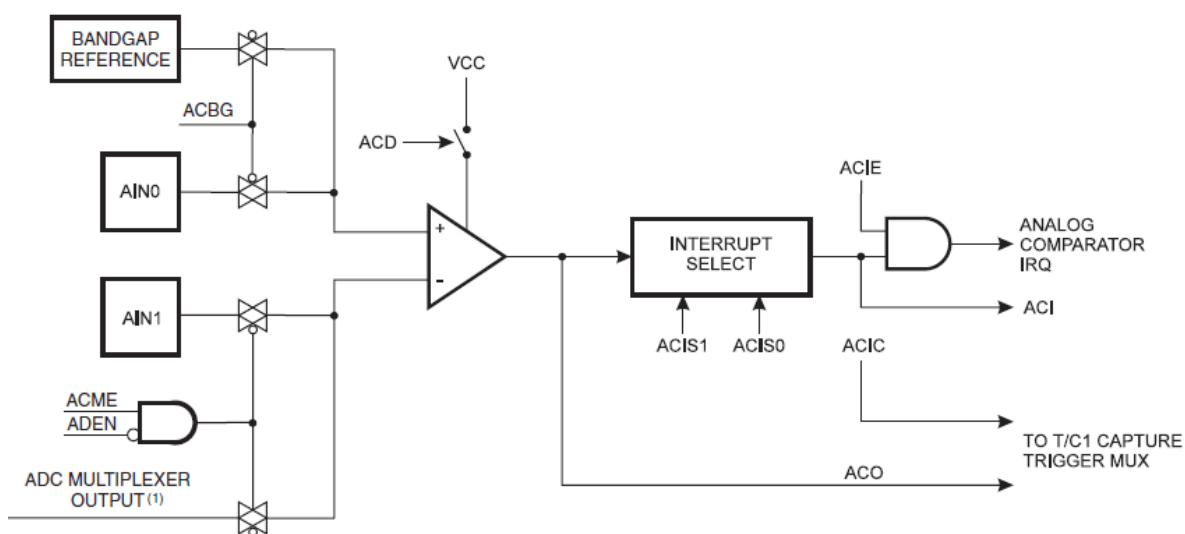 BANDGAP
REFERENCE
ACBG
VCC
ACD
AIN0
ACIE
+
-
INTERRUPT
SELECT
ANALOG
COMPARATOR
IRQ
ACI
AIN1
ACIS1
ACIS0
ACIC
ACME
ADEN
TO T/C1 CAPTURE
TRIGGER MUX
ADC MULTIPLEXER
OUTPUT (1)
ACO